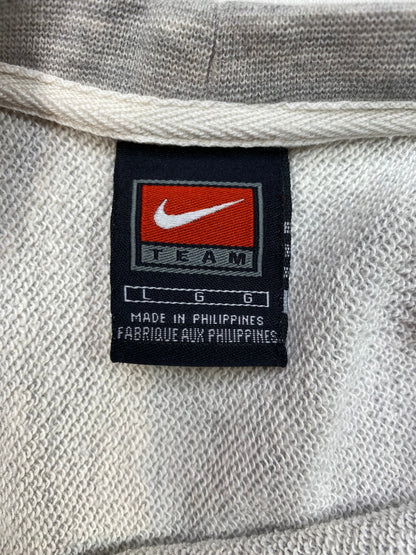 TEAM
L G G
MADE IN PHILIPPINES
FABRIQUE AUX PHILIPPINES